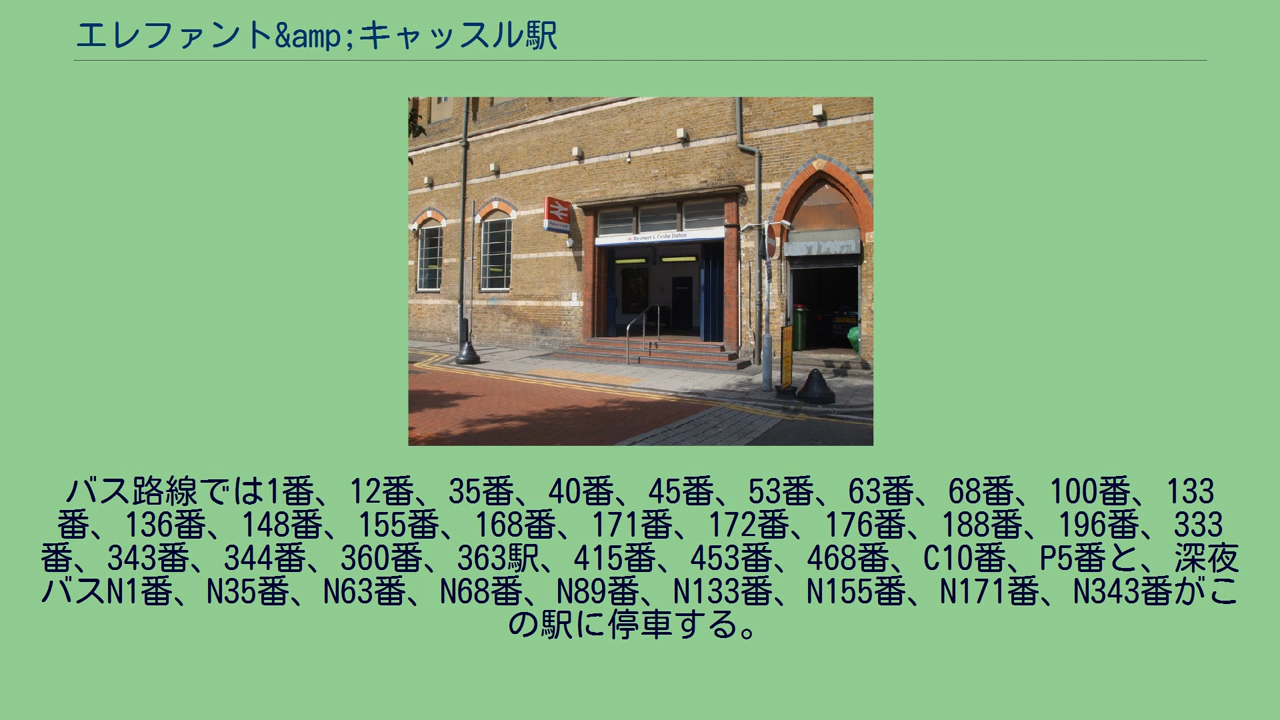 エレファント&amp;キャッスル駅
Elephant & Castle Station
バス路線では1番、12番、35番、40番、45番、53番、63番、68番、100番、133
番、136番、148番、155番、168番、171番、172番、176番、188番、196番、333
番、343番、344番、360番、363駅、415番、453番、468番、C10番、P5番と、深夜
バスN1番、N35番、N63番、N68番、N89番、N133番、N155番、N171番、N343番がこ
の駅に停車する。